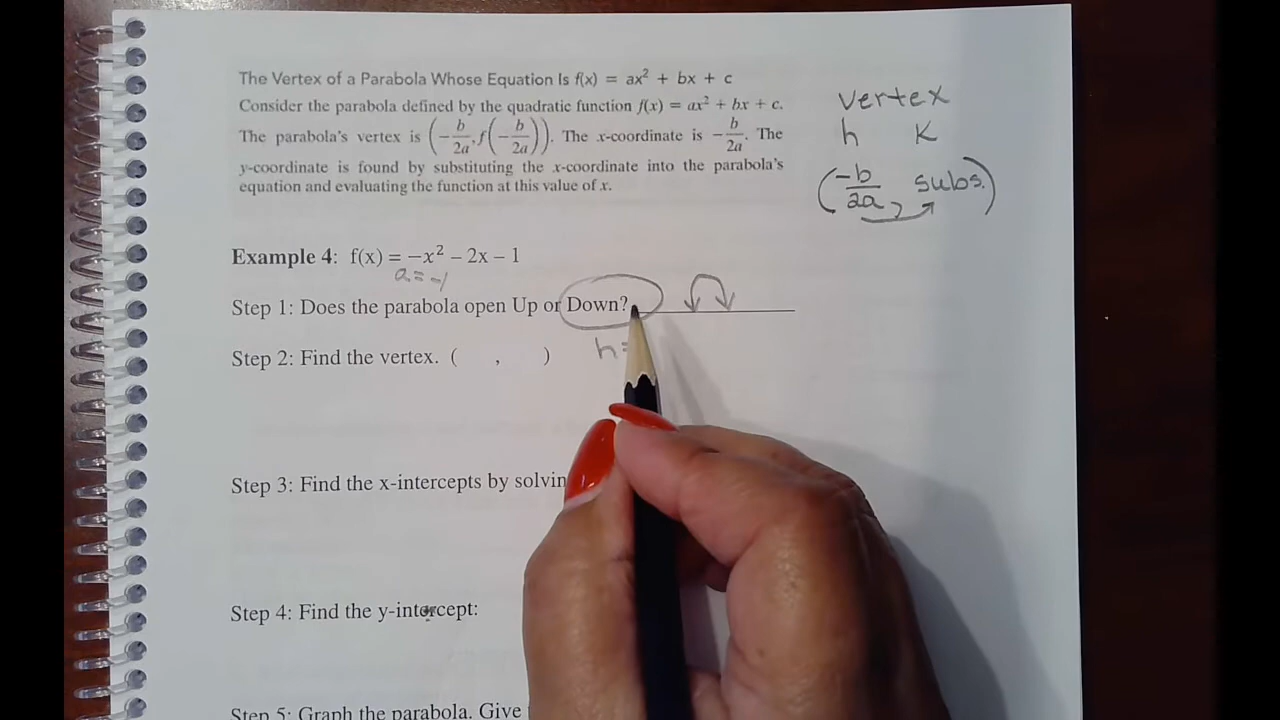 The Vertex of a Parabola Whose Equation Is f(x) = ax² + bx + c
Consider the parabola defined by the quadratic function f(x) = ax² + bx + c.
The parabola's vertex is (−b/2a, f(−b/2a)). The x-coordinate is −b/2a. The
y-coordinate is found by substituting the x-coordinate into the parabola's
equation and evaluating the function at this value of x.
vertex
h K
(-b/2a, subs.)
Example 4: f(x) = −x² − 2x − 1
a = -1
Step 1: Does the parabola open Up or Down?
Step 2: Find the vertex. ( , ) h=
Step 3: Find the x-intercepts by solvin
Step 4: Find the y-intercept:
Step 5: Graph the parabola. Give